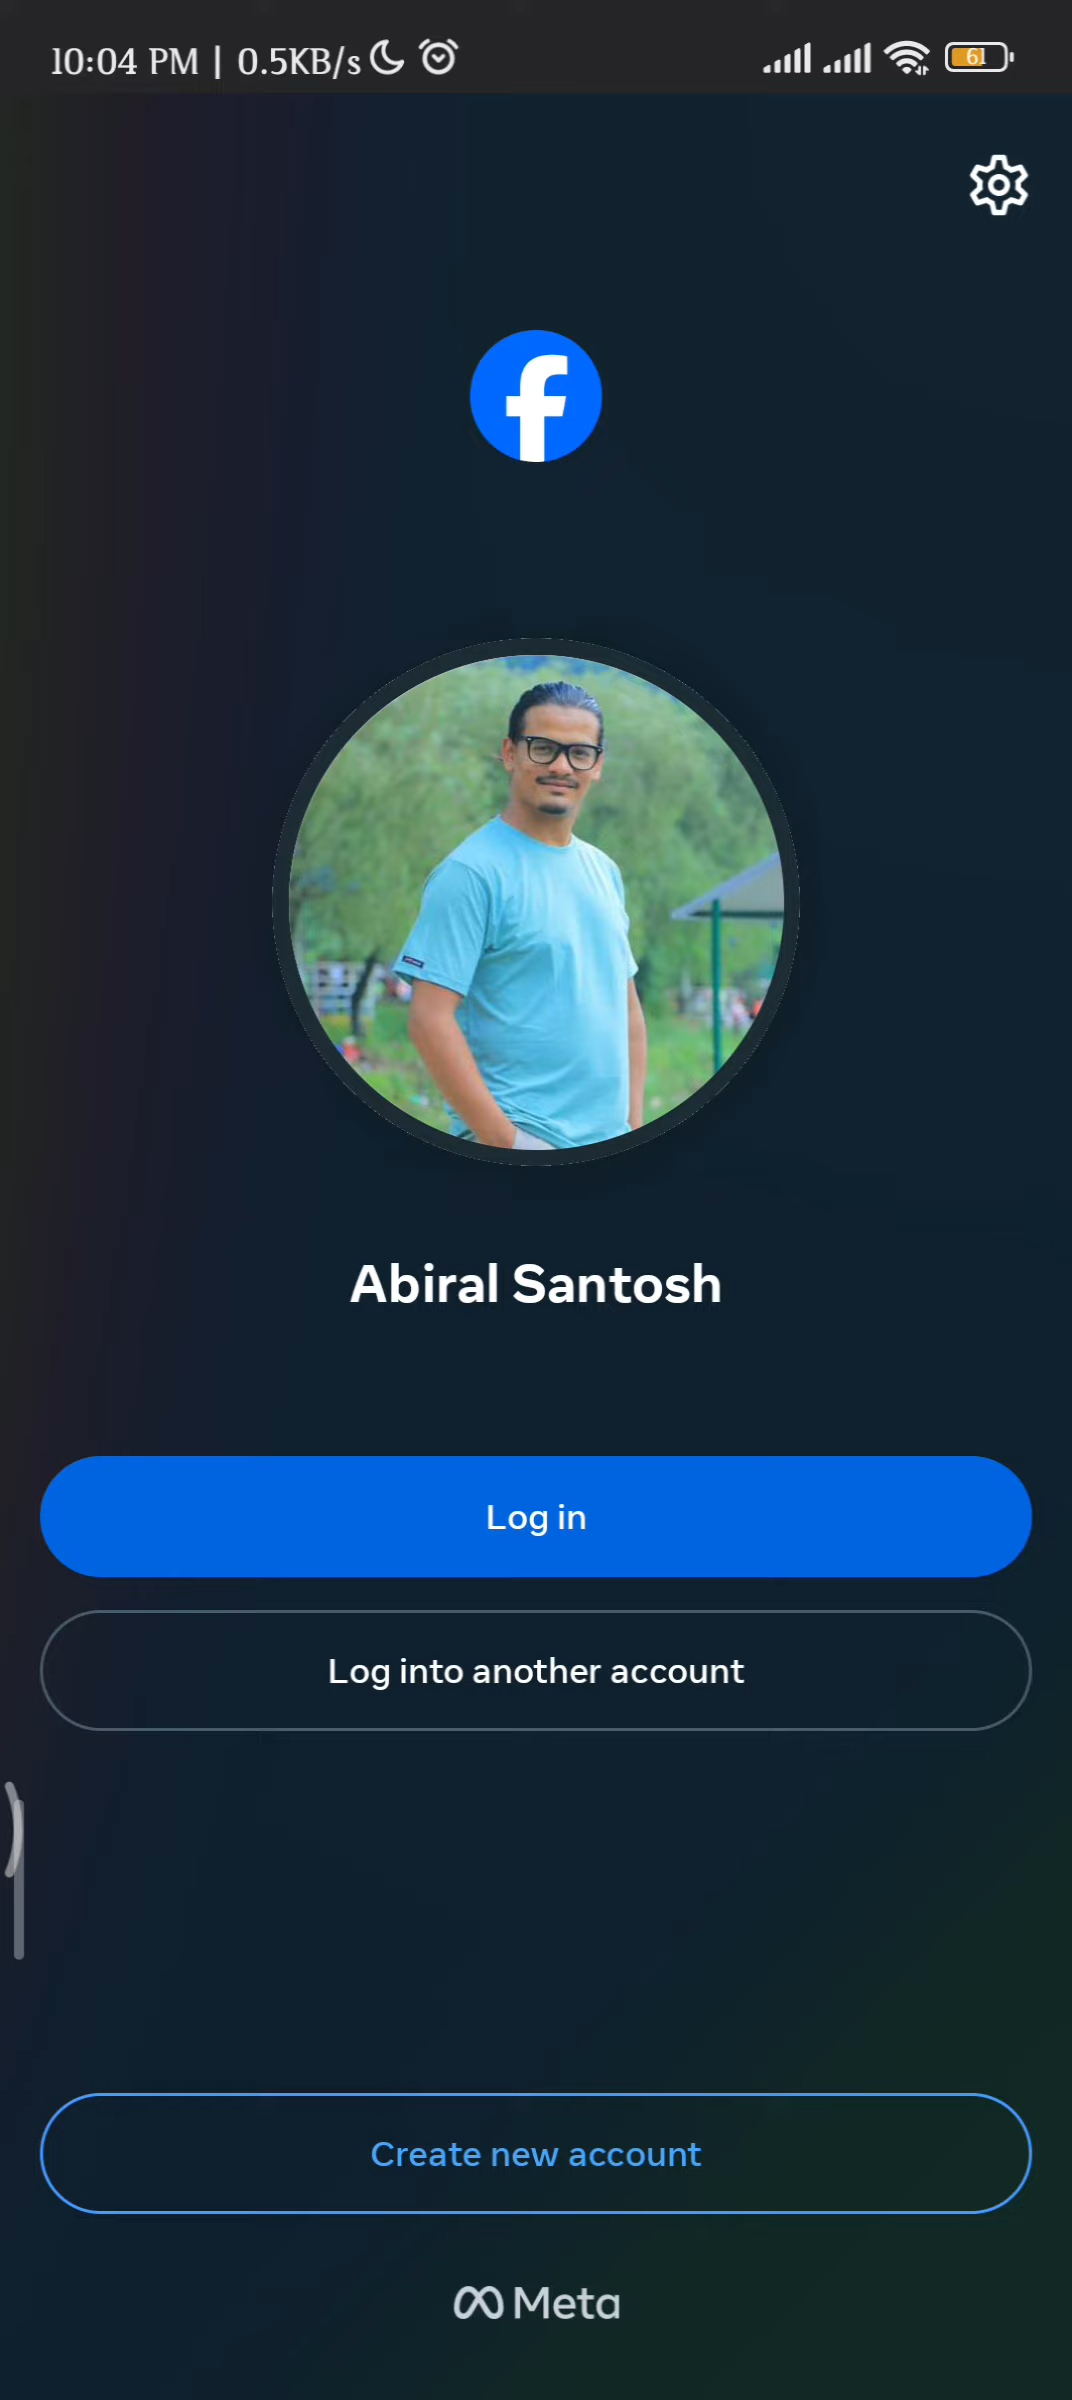 10:04 PM | 0.5KB/s 61
Abiral Santosh
Log in
Log into another account
Create new account
Meta